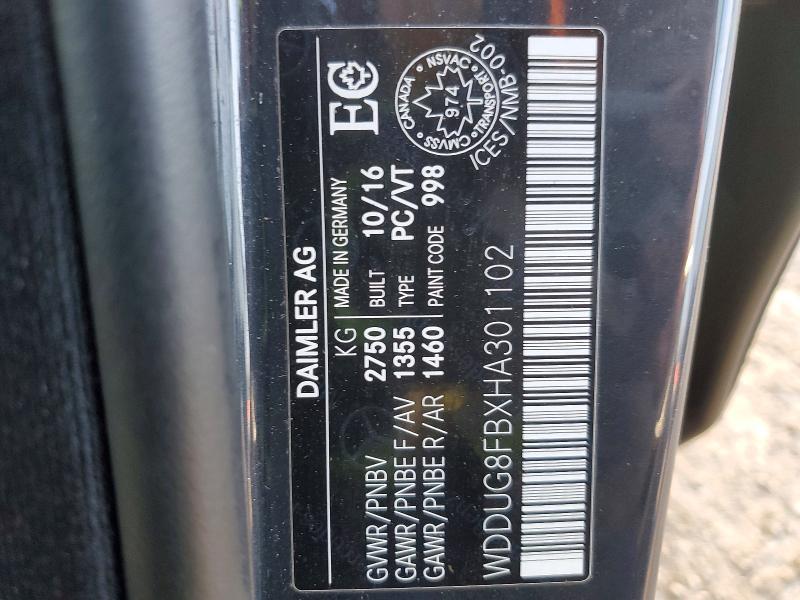 DAIMLER AG
KG | MADE IN GERMANY
GVWR/PNBV 2750 BUILT 10/16
GAWR/PNBE F/AV 1355 TYPE PC/VT
GAWR/PNBE R/AR 1460 PAINT CODE 998
EC
CANADA • NSVAC • TRANSPORT • CMVSS
974
/CES/NMB-002
WDDUG8FBXHA301102